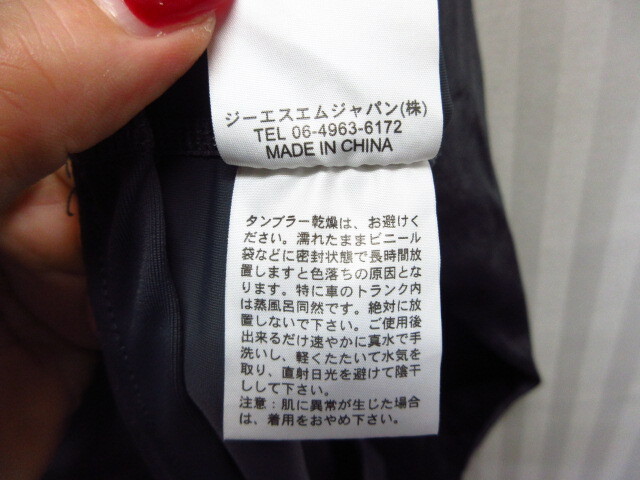 ジーエスエムジャパン(株)
TEL 06-4963-6172
MADE IN CHINA
タンブラー乾燥は、お避けく
ださい。濡れたままビニール
袋などに密封状態で長時間放
置しますと色落ちの原因とな
ります。特に車のトランク内
は蒸風呂同然です。絶対に放
置しないで下さい。ご使用後
出来るだけ速やかに真水で手
洗いし、軽くたたいて水気を
取り、直射日光を避けて陰干
しして下さい。
注意：肌に異常が生じた場合
は、着用をおやめ下さい。